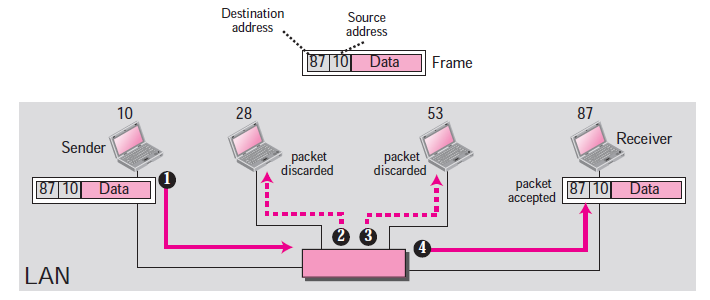 Destination
address
Source
address
87 10 Data
Frame
10
28
53
87
Sender
packet
discarded
packet
discarded
Receiver
87 10 Data
1
packet
accepted
87 10 Data
2
3
4
LAN